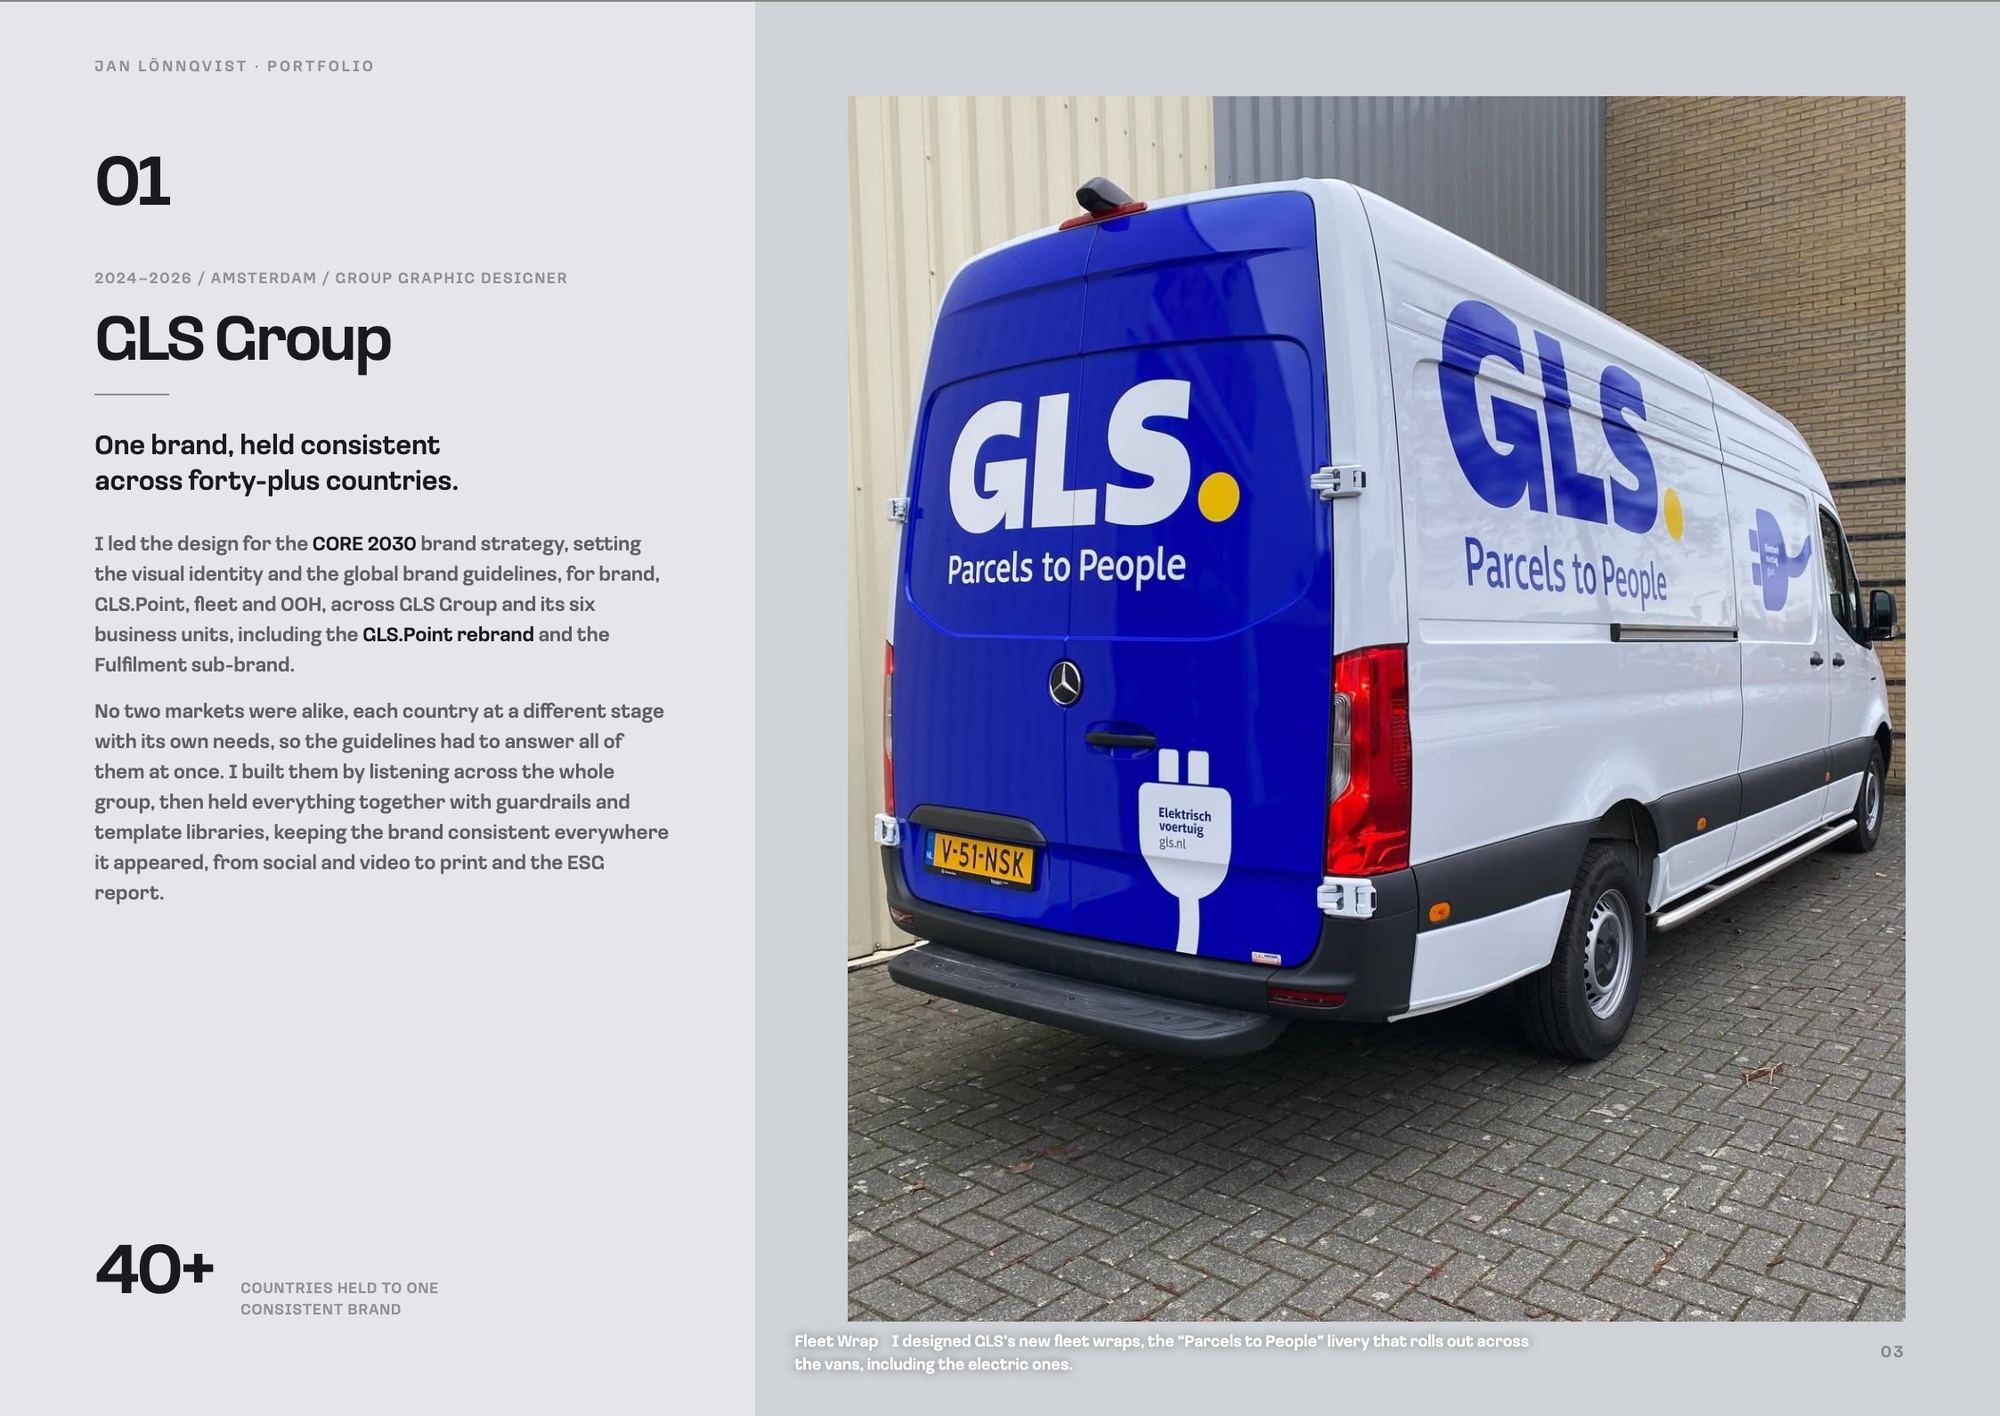 JAN LÖNNQVIST · PORTFOLIO
01
2024–2026 / AMSTERDAM / GROUP GRAPHIC DESIGNER
GLS Group
One brand, held consistent
across forty-plus countries.
I led the design for the CORE 2030 brand strategy, setting
the visual identity and the global brand guidelines, for brand,
GLS.Point, fleet and OOH, across GLS Group and its six
business units, including the GLS.Point rebrand and the
Fulfilment sub-brand.
No two markets were alike, each country at a different stage
with its own needs, so the guidelines had to answer all of
them at once. I built them by listening across the whole
group, then held everything together with guardrails and
template libraries, keeping the brand consistent everywhere
it appeared, from social and video to print and the ESG
report.
40+
COUNTRIES HELD TO ONE
CONSISTENT BRAND
GLS.
Parcels to People
Elektrisch
voertuig
gls.nl
NL
V-51-NSK
GLS.
Parcels to People
Fleet Wrap I designed GLS's new fleet wraps, the “Parcels to People” livery that rolls out across
the vans, including the electric ones.
03